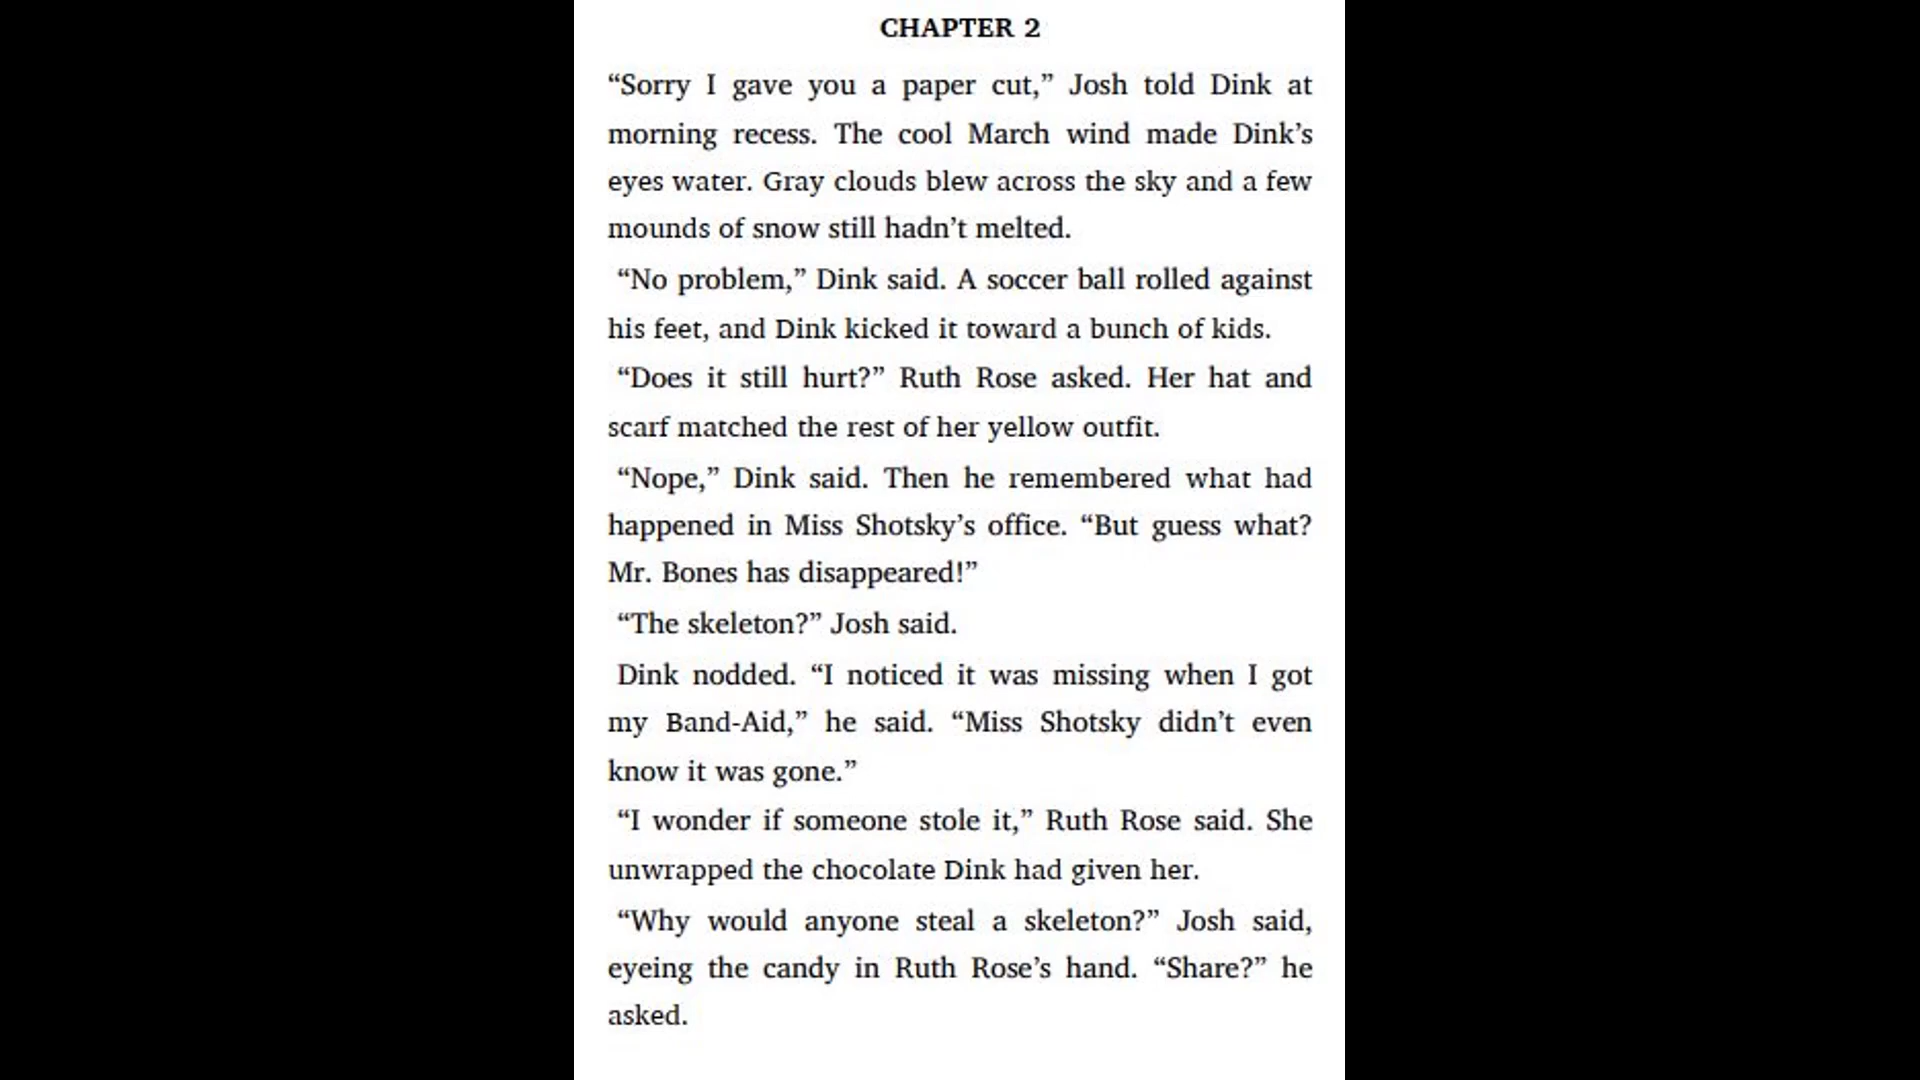 CHAPTER 2
“Sorry I gave you a paper cut,” Josh told Dink at
morning recess. The cool March wind made Dink’s
eyes water. Gray clouds blew across the sky and a few
mounds of snow still hadn’t melted.
“No problem,” Dink said. A soccer ball rolled against
his feet, and Dink kicked it toward a bunch of kids.
“Does it still hurt?” Ruth Rose asked. Her hat and
scarf matched the rest of her yellow outfit.
“Nope,” Dink said. Then he remembered what had
happened in Miss Shotsky’s office. “But guess what?
Mr. Bones has disappeared!”
“The skeleton?” Josh said.
Dink nodded. “I noticed it was missing when I got
my Band-Aid,” he said. “Miss Shotsky didn’t even
know it was gone.”
“I wonder if someone stole it,” Ruth Rose said. She
unwrapped the chocolate Dink had given her.
“Why would anyone steal a skeleton?” Josh said,
eyeing the candy in Ruth Rose’s hand. “Share?” he
asked.